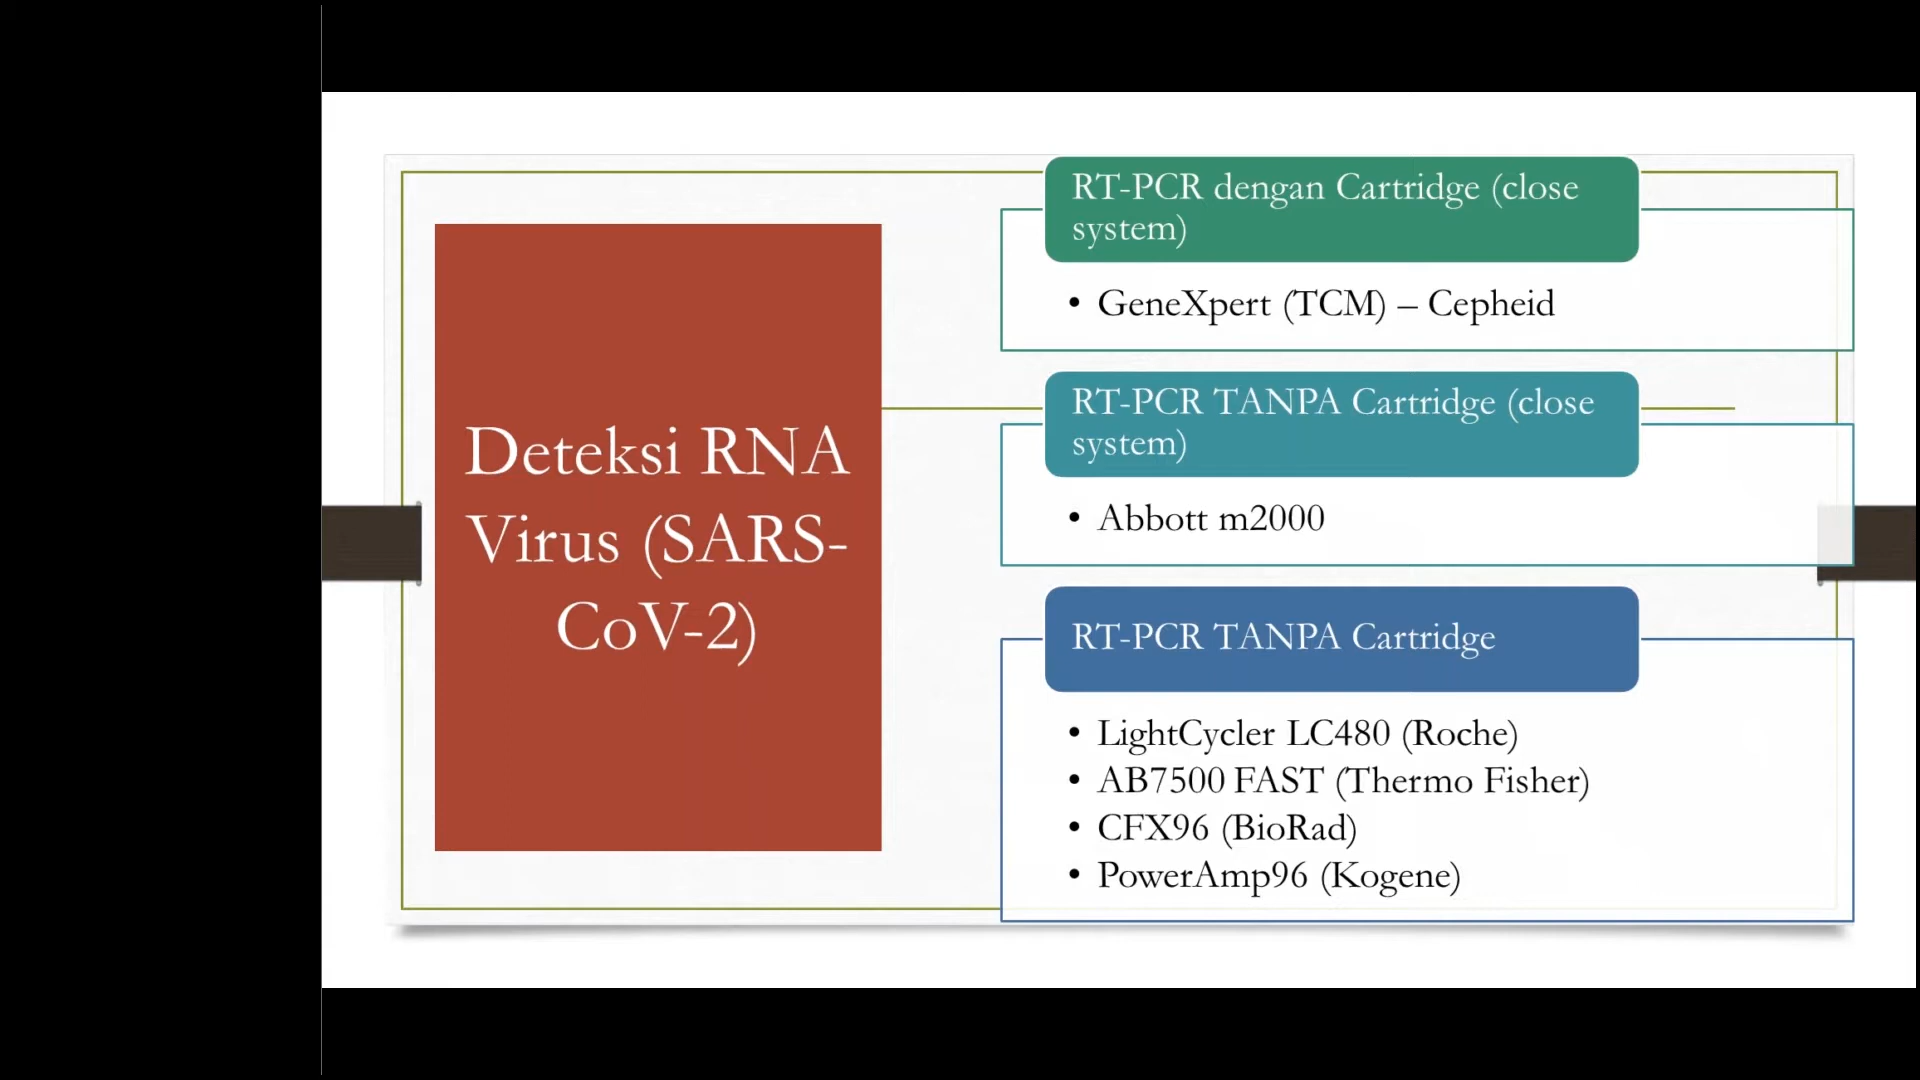 Deteksi RNA
Virus (SARS-
CoV-2)
RT-PCR dengan Cartridge (close
system)
• GeneXpert (TCM) – Cepheid
RT-PCR TANPA Cartridge (close
system)
• Abbott m2000
RT-PCR TANPA Cartridge
• LightCycler LC480 (Roche)
• AB7500 FAST (Thermo Fisher)
• CFX96 (BioRad)
• PowerAmp96 (Kogene)